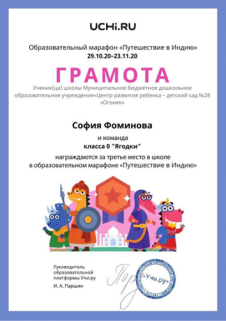 UCHi.RU
Образовательный марафон «Путешествие в Индию»
29.10.20–23.11.20
ГРАМОТА
Ученик(ца) школы Муниципальное бюджетное дошкольное
образовательное учреждение«Центр развития ребенка – детский сад №28
«Огонек»
София Фоминова
и команда
класса 0 "Ягодки"
награждаются за третье место в школе
в образовательном марафоне «Путешествие в Индию»
Руководитель
образовательной
платформы Учи.ру
И. А. Паршин
«Учи.ру»